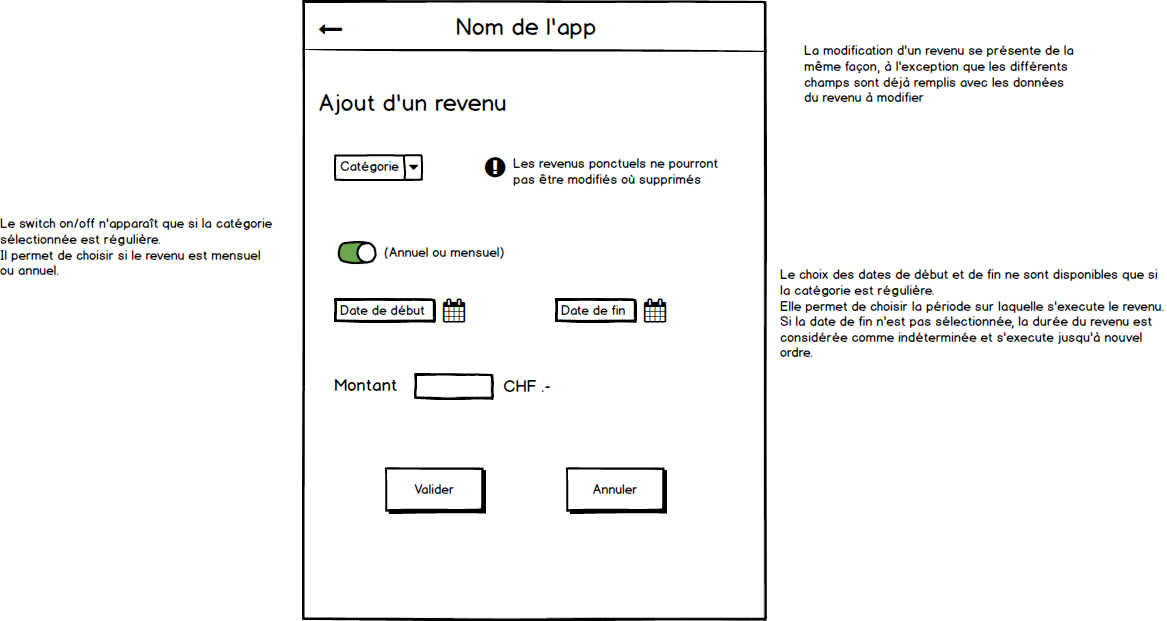 Nom de l'app
La modification d'un revenu se présente de la
même façon, à l'exception que les différents
champs sont déjà remplis avec les données
du revenu à modifier
Ajout d'un revenu
Catégorie
Les revenus ponctuels ne pourront
pas être modifiés où supprimés
Le switch on/off n'apparaît que si la catégorie
sélectionnée est régulière.
Il permet de choisir si le revenu est mensuel
ou annuel.
(Annuel ou mensuel)
Le choix des dates de début et de fin ne sont disponibles que si
la catégorie est régulière.
Elle permet de choisir la période sur laquelle s'execute le revenu.
Si la date de fin n'est pas sélectionnée, la durée du revenu est
considérée comme indéterminée et s'execute jusqu'à nouvel
ordre.
Date de début
Date de fin
Montant CHF .-
Valider
Annuler